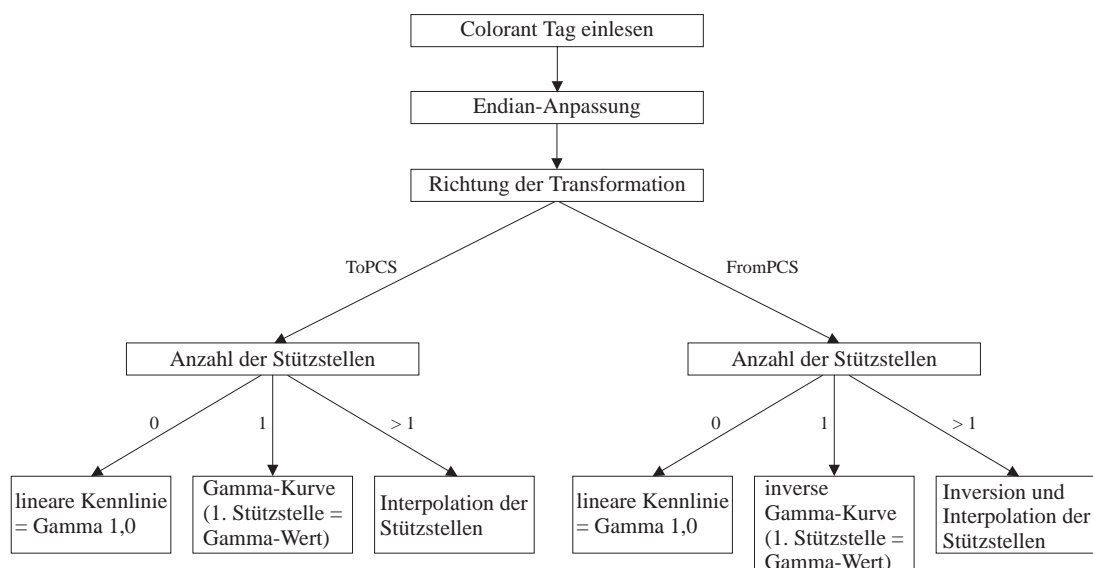 Colorant Tag einlesen
Endian-Anpassung
Richtung der Transformation
ToPCS
FromPCS
Anzahl der Stützstellen
Anzahl der Stützstellen
0
1
> 1
0
1
> 1
lineare Kennlinie
= Gamma 1,0
Gamma-Kurve
(1. Stützstelle =
Gamma-Wert)
Interpolation der
Stützstellen
lineare Kennlinie
= Gamma 1,0
inverse
Gamma-Kurve
(1. Stützstelle =
Gamma-Wert)
Inversion und
Interpolation der
Stützstellen